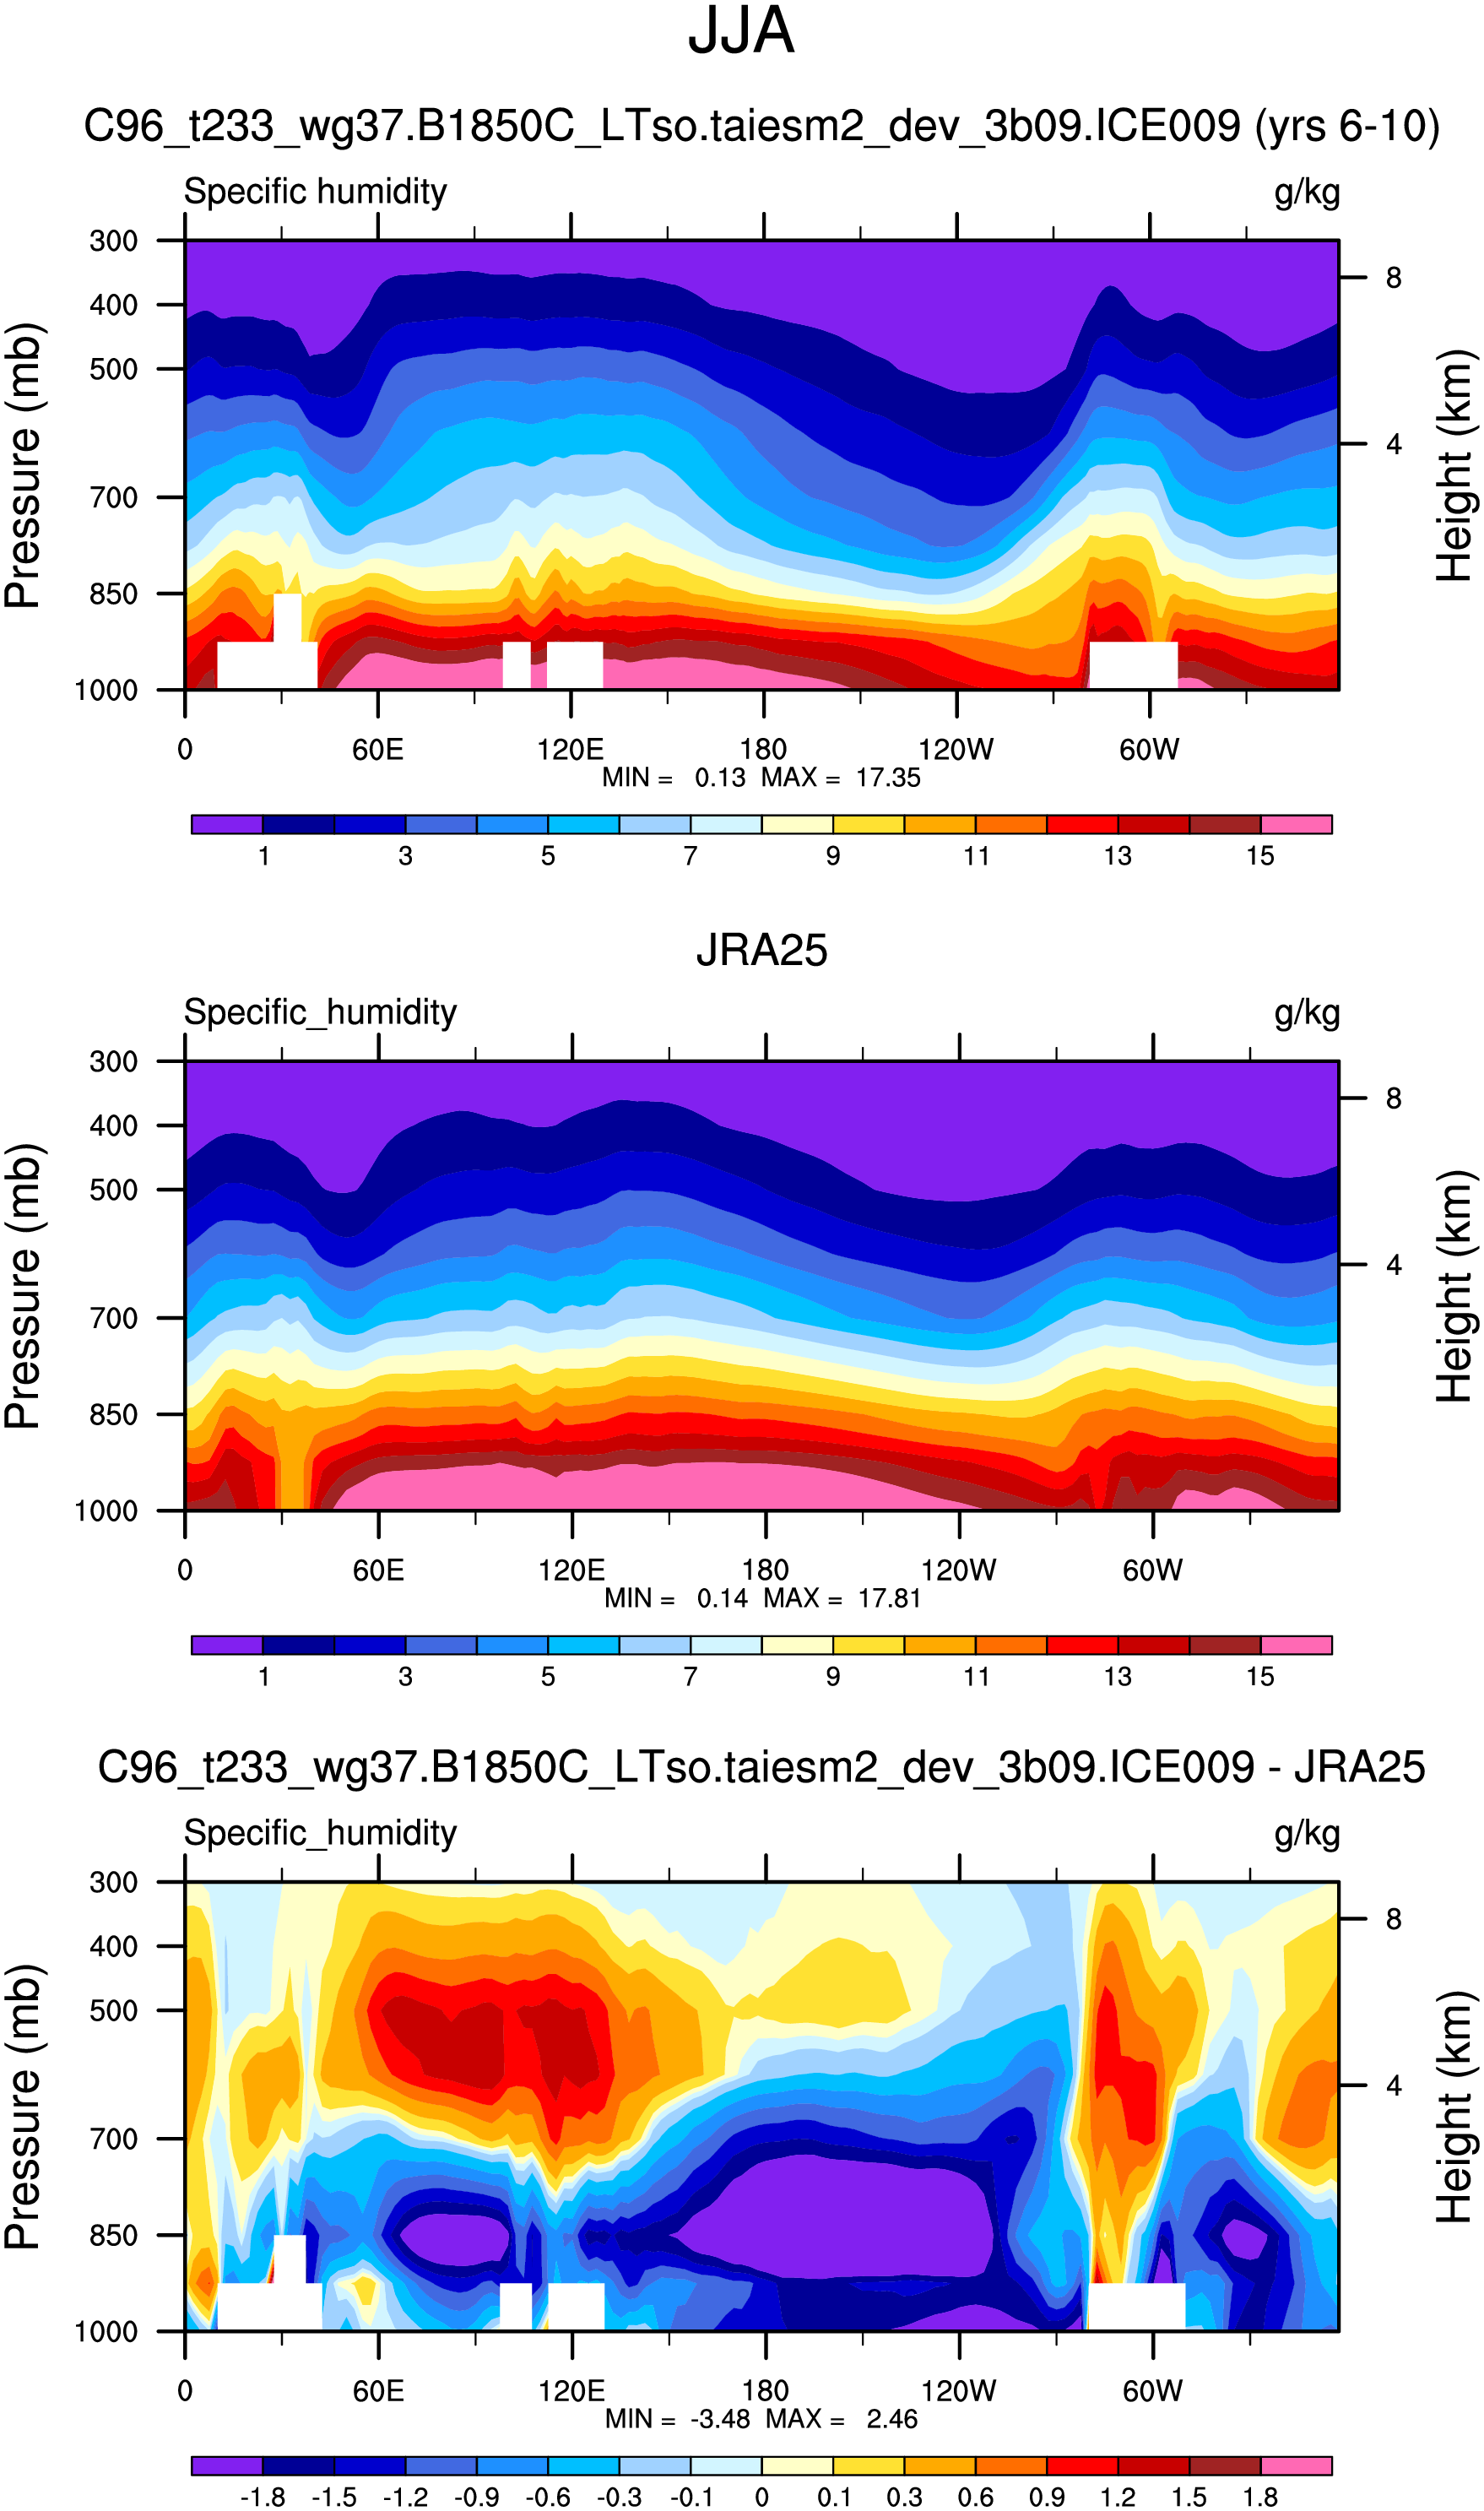 JJA
C96_t233_wg37.B1850C_LTso.taiesm2_dev_3b09.ICE009 (yrs 6-10)
Specific humidity g/kg
Pressure (mb)
300
400
500
700
850
1000
8
4
Height (km)
0 60E 120E 180 120W 60W
MIN = 0.13 MAX = 17.35
1 3 5 7 9 11 13 15
JRA25
Specific_humidity g/kg
Pressure (mb)
300
400
500
700
850
1000
8
4
Height (km)
0 60E 120E 180 120W 60W
MIN = 0.14 MAX = 17.81
1 3 5 7 9 11 13 15
C96_t233_wg37.B1850C_LTso.taiesm2_dev_3b09.ICE009 - JRA25
Specific_humidity g/kg
Pressure (mb)
300
400
500
700
850
1000
8
4
Height (km)
0 60E 120E 180 120W 60W
MIN = -3.48 MAX = 2.46
-1.8 -1.5 -1.2 -0.9 -0.6 -0.3 -0.1 0 0.1 0.3 0.6 0.9 1.2 1.5 1.8